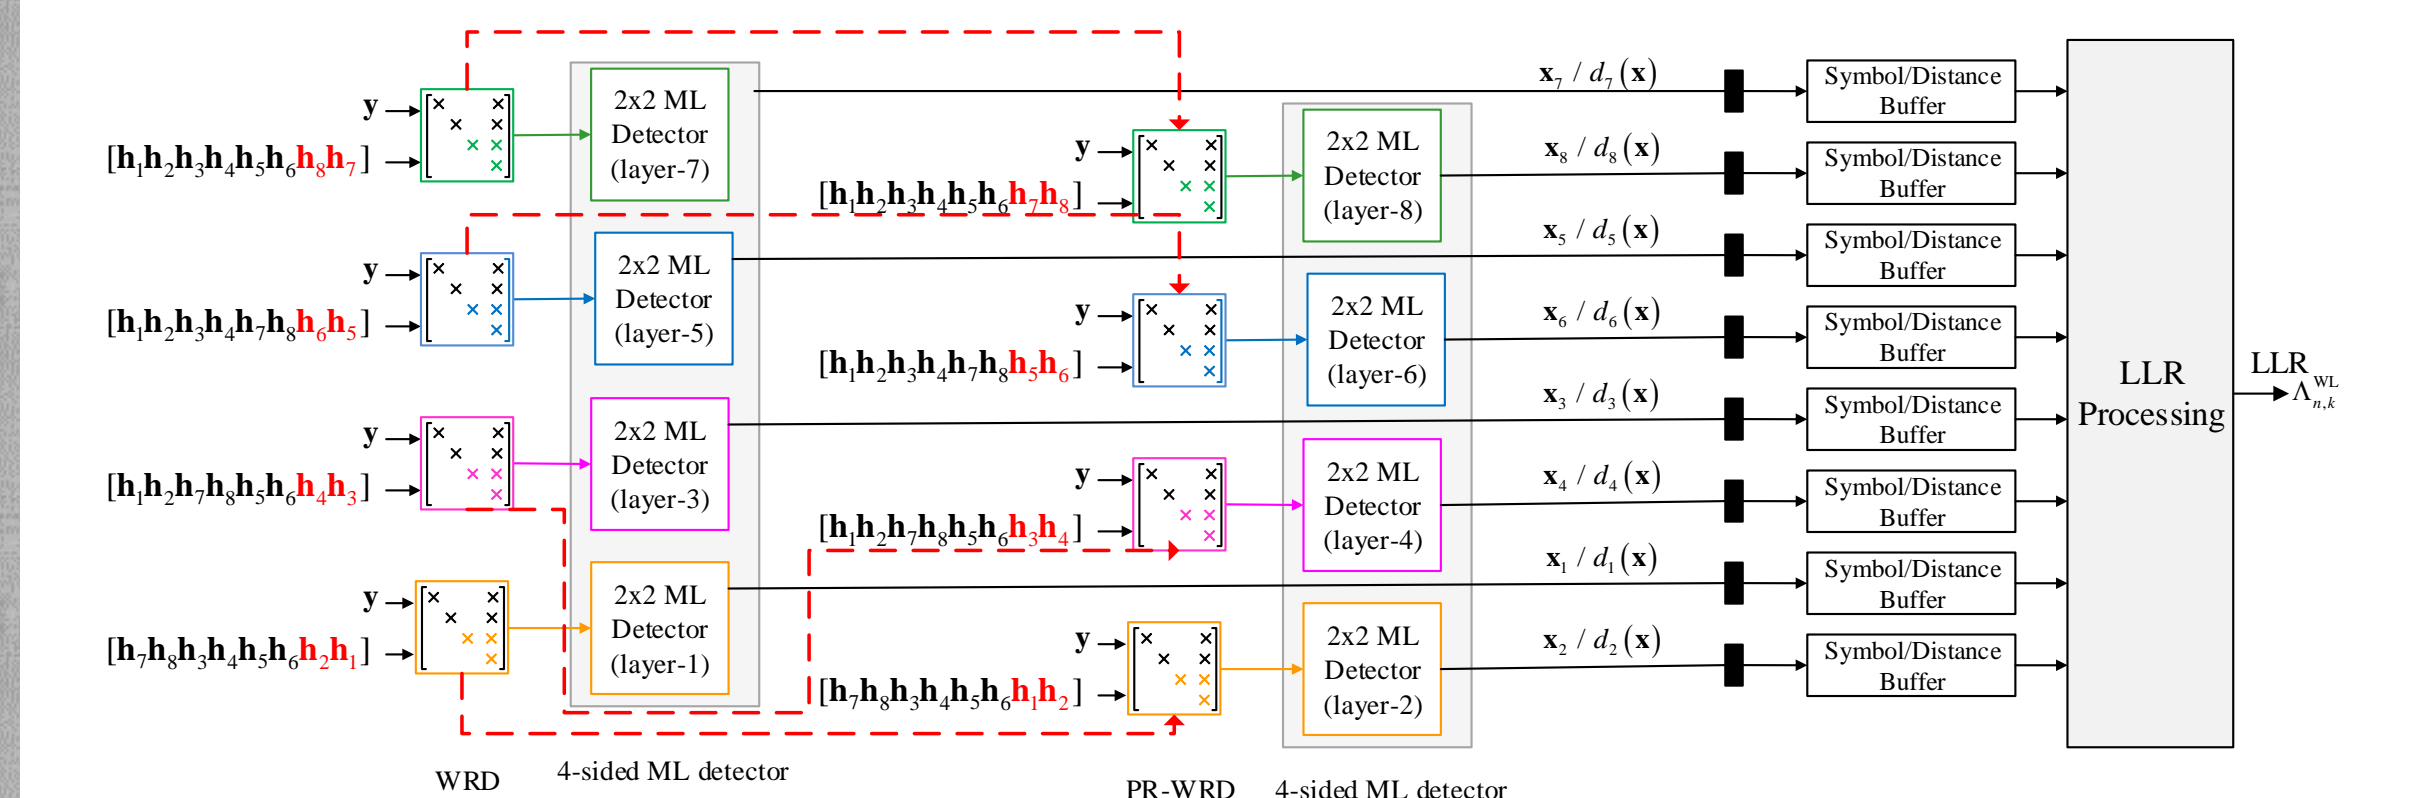 y
[h₁h₂h₃h₄h₅h₆h₈h₇]
2x2 ML
Detector
(layer-7)
y
[h₁h₂h₃h₄h₇h₈h₆h₅]
2x2 ML
Detector
(layer-5)
y
[h₁h₂h₇h₈h₅h₆h₄h₃]
2x2 ML
Detector
(layer-3)
y
[h₇h₈h₃h₄h₅h₆h₂h₁]
2x2 ML
Detector
(layer-1)
WRD
4-sided ML detector
y
[h₁h₂h₃h₄h₅h₆h₇h₈]
2x2 ML
Detector
(layer-8)
y
[h₁h₂h₃h₄h₇h₈h₅h₆]
2x2 ML
Detector
(layer-6)
y
[h₁h₂h₇h₈h₅h₆h₃h₄]
2x2 ML
Detector
(layer-4)
y
[h₇h₈h₃h₄h₅h₆h₁h₂]
2x2 ML
Detector
(layer-2)
PR-WRD
4-sided ML detector
x₇ / d₇(x)
Symbol/Distance
Buffer
x₈ / d₈(x)
Symbol/Distance
Buffer
x₅ / d₅(x)
Symbol/Distance
Buffer
x₆ / d₆(x)
Symbol/Distance
Buffer
x₃ / d₃(x)
Symbol/Distance
Buffer
x₄ / d₄(x)
Symbol/Distance
Buffer
x₁ / d₁(x)
Symbol/Distance
Buffer
x₂ / d₂(x)
Symbol/Distance
Buffer
LLR
Processing
LLR
Λ_{n,k}^{WL}